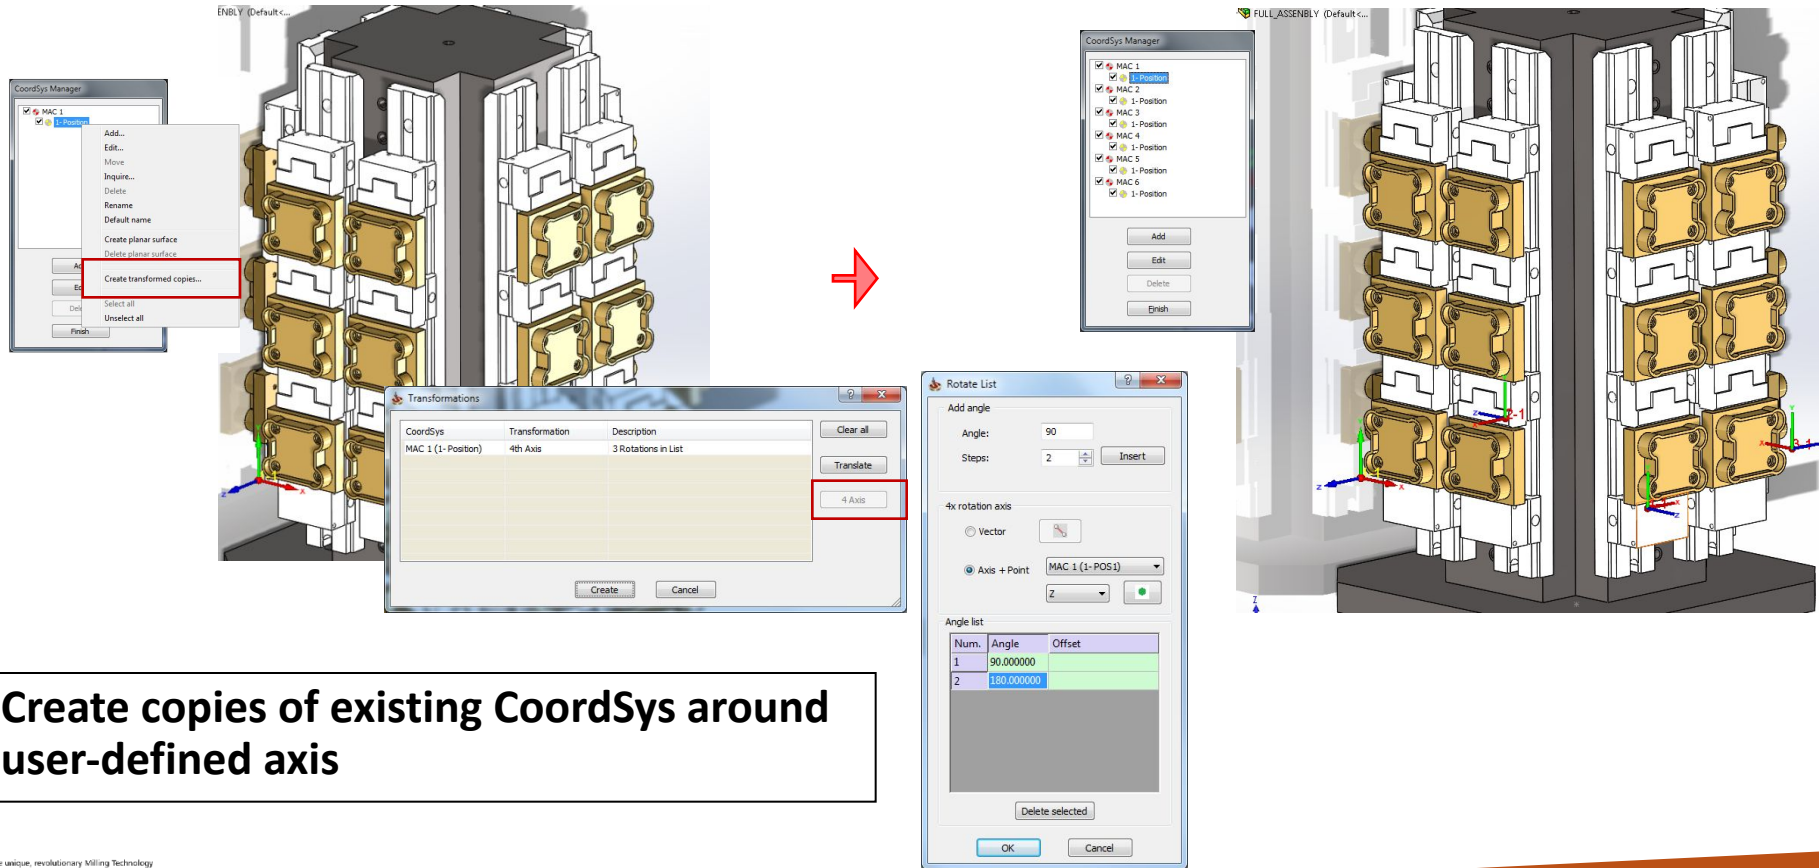 ENBLY (Default<...
CoordSys Manager
MAC 1
1- Position
Add...
Edit...
Move
Inquire...
Delete
Rename
Default name
Create planar surface
Delete planar surface
Create transformed copies...
Select all
Unselect all
Finish
Transformations
CoordSys Transformation Description
MAC 1 (1- Position) 4th Axis 3 Rotations in List
Clear all
Translate
4 Axis
Create Cancel
CoordSys Manager
MAC 1
1- Position
MAC 2
1- Position
MAC 3
1- Position
MAC 4
1- Position
MAC 5
1- Position
MAC 6
1- Position
Add
Edit
Delete
Finish
FULL_ASSENBLY (Default<...
Rotate List
Add angle
Angle: 90
Steps: 2 Insert
4x rotation axis
Vector
Axis + Point MAC 1 (1- POS1)
Z
Angle list
Num. Angle Offset
1 90.000000
2 180.000000
Delete selected
OK Cancel
Create copies of existing CoordSys around
user-defined axis
e unique, revolutionary Milling Technology